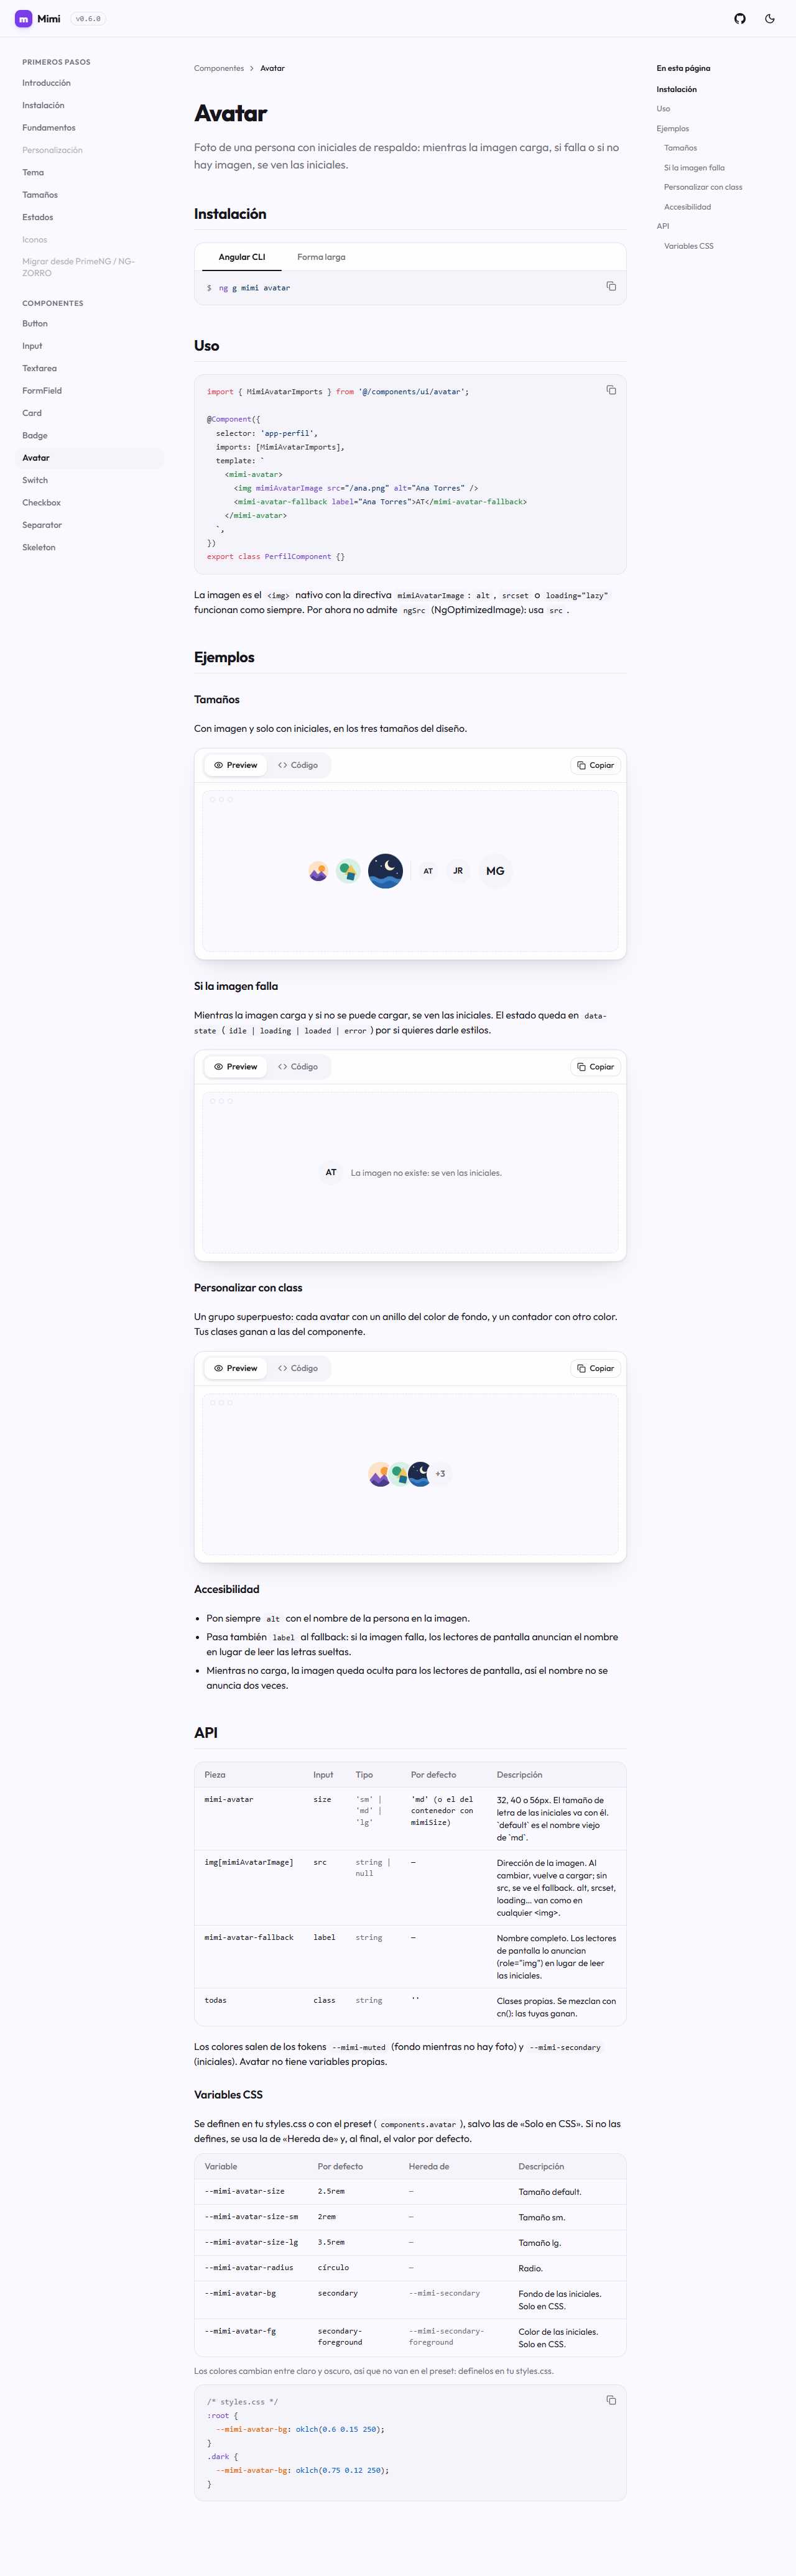 m Mimi v0.6.0
PRIMEROS PASOS
Introducción
Instalación
Fundamentos
Personalización
Tema
Tamaños
Estados
Iconos
Migrar desde PrimeNG / NG-
ZORRO
COMPONENTES
Button
Input
Textarea
FormField
Card
Badge
Avatar
Switch
Checkbox
Separator
Skeleton
Componentes > Avatar
Avatar
Foto de una persona con iniciales de respaldo: mientras la imagen carga, si falla o si no
hay imagen, se ven las iniciales.
Instalación
Angular CLI Forma larga
$ ng g mimi avatar
Uso
import { MimiAvatarImports } from '@/components/ui/avatar';
@Component({
selector: 'app-perfil',
imports: [MimiAvatarImports],
template: `
<mimi-avatar>
<img mimiAvatarImage src="/ana.png" alt="Ana Torres" />
<mimi-avatar-fallback label="Ana Torres">AT</mimi-avatar-fallback>
</mimi-avatar>
`,
})
export class PerfilComponent {}
La imagen es el <img> nativo con la directiva mimiAvatarImage: alt, srcset o loading="lazy"
funcionan como siempre. Por ahora no admite ngSrc (NgOptimizedImage): usa src.
Ejemplos
Tamaños
Con imagen y solo con iniciales, en los tres tamaños del diseño.
Preview Código Copiar
AT JR MG
Si la imagen falla
Mientras la imagen carga y si no se puede cargar, se ven las iniciales. El estado queda en data-
state (idle | loading | loaded | error) por si quieres darle estilos.
Preview Código Copiar
AT La imagen no existe: se ven las iniciales.
Personalizar con class
Un grupo superpuesto: cada avatar con un anillo del color de fondo, y un contador con otro color.
Tus clases ganan a las del componente.
Preview Código Copiar
+3
Accesibilidad
• Pon siempre alt con el nombre de la persona en la imagen.
• Pasa también label al fallback: si la imagen falla, los lectores de pantalla anuncian el nombre
en lugar de leer las letras sueltas.
• Mientras no carga, la imagen queda oculta para los lectores de pantalla, así el nombre no se
anuncia dos veces.
API
Pieza Input Tipo Por defecto Descripción
mimi-avatar size 'sm' | 'md' (o el del 32, 40 o 56px. El tamaño de
'md' | contenedor con letra de las iniciales va con él.
'lg' mimiSize) `default` es el nombre viejo
de `md`.
img[mimiAvatarImage] src string | — Dirección de la imagen. Al
null cambiar, vuelve a cargar; sin
src, se ve el fallback. alt, srcset,
loading… van como en
cualquier <img>.
mimi-avatar-fallback label string — Nombre completo. Los lectores
de pantalla lo anuncian
(role="img") en lugar de leer
las iniciales.
todas class string '' Clases propias. Se mezclan con
cn(): las tuyas ganan.
Los colores salen de los tokens --mimi-muted (fondo mientras no hay foto) y --mimi-secondary
(iniciales). Avatar no tiene variables propias.
Variables CSS
Se definen en tu styles.css o con el preset (components.avatar), salvo las de «Solo en CSS». Si no las
defines, se usa la de «Hereda de» y, al final, el valor por defecto.
Variable Por defecto Hereda de Descripción
--mimi-avatar-size 2.5rem — Tamaño default.
--mimi-avatar-size-sm 2rem — Tamaño sm.
--mimi-avatar-size-lg 3.5rem — Tamaño lg.
--mimi-avatar-radius círculo — Radio.
--mimi-avatar-bg secondary --mimi-secondary Fondo de las iniciales.
Solo en CSS.
--mimi-avatar-fg secondary- --mimi-secondary- Color de las iniciales.
foreground foreground Solo en CSS.
Los colores cambian entre claro y oscuro, así que no van en el preset: defínelos en tu styles.css.
/* styles.css */
:root {
--mimi-avatar-bg: oklch(0.6 0.15 250);
}
.dark {
--mimi-avatar-bg: oklch(0.75 0.12 250);
}
En esta página
Instalación
Uso
Ejemplos
Tamaños
Si la imagen falla
Personalizar con class
Accesibilidad
API
Variables CSS